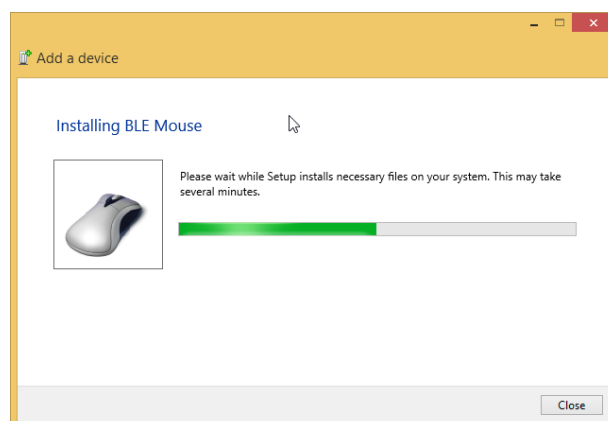 Add a device
Installing BLE Mouse
Please wait while Setup installs necessary files on your system. This may take
several minutes.
Close